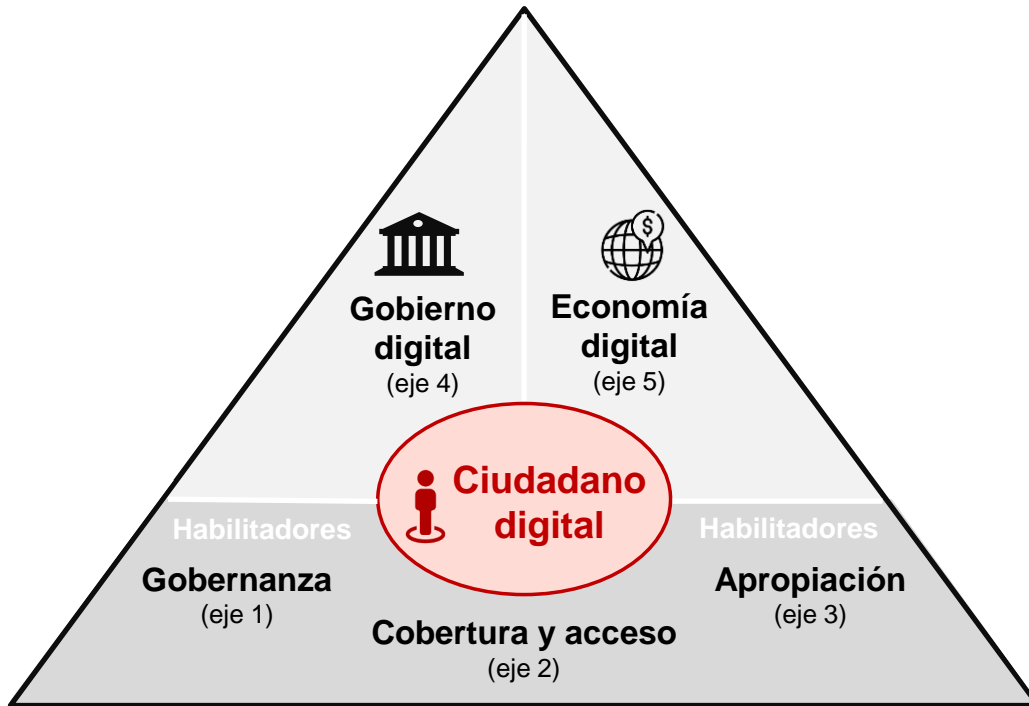 $
Gobierno
digital
(eje 4)
Economía
digital
(eje 5)
Ciudadano
digital
Habilitadores
Habilitadores
Gobernanza
(eje 1)
Apropiación
(eje 3)
Cobertura y acceso
(eje 2)